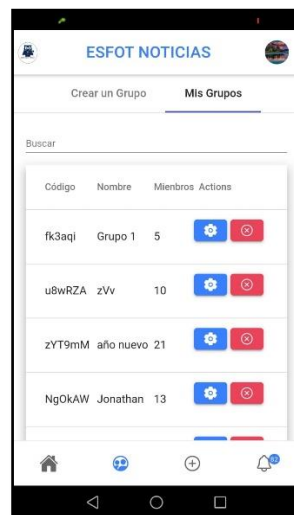 ESFOT NOTICIAS
Crear un Grupo Mis Grupos
Buscar
Código Nombre Miembros Actions
fk3aqi Grupo 1 5
u8wRZA zVv 10
zYT9mM año nuevo 21
NgOkAW Jonathan 13